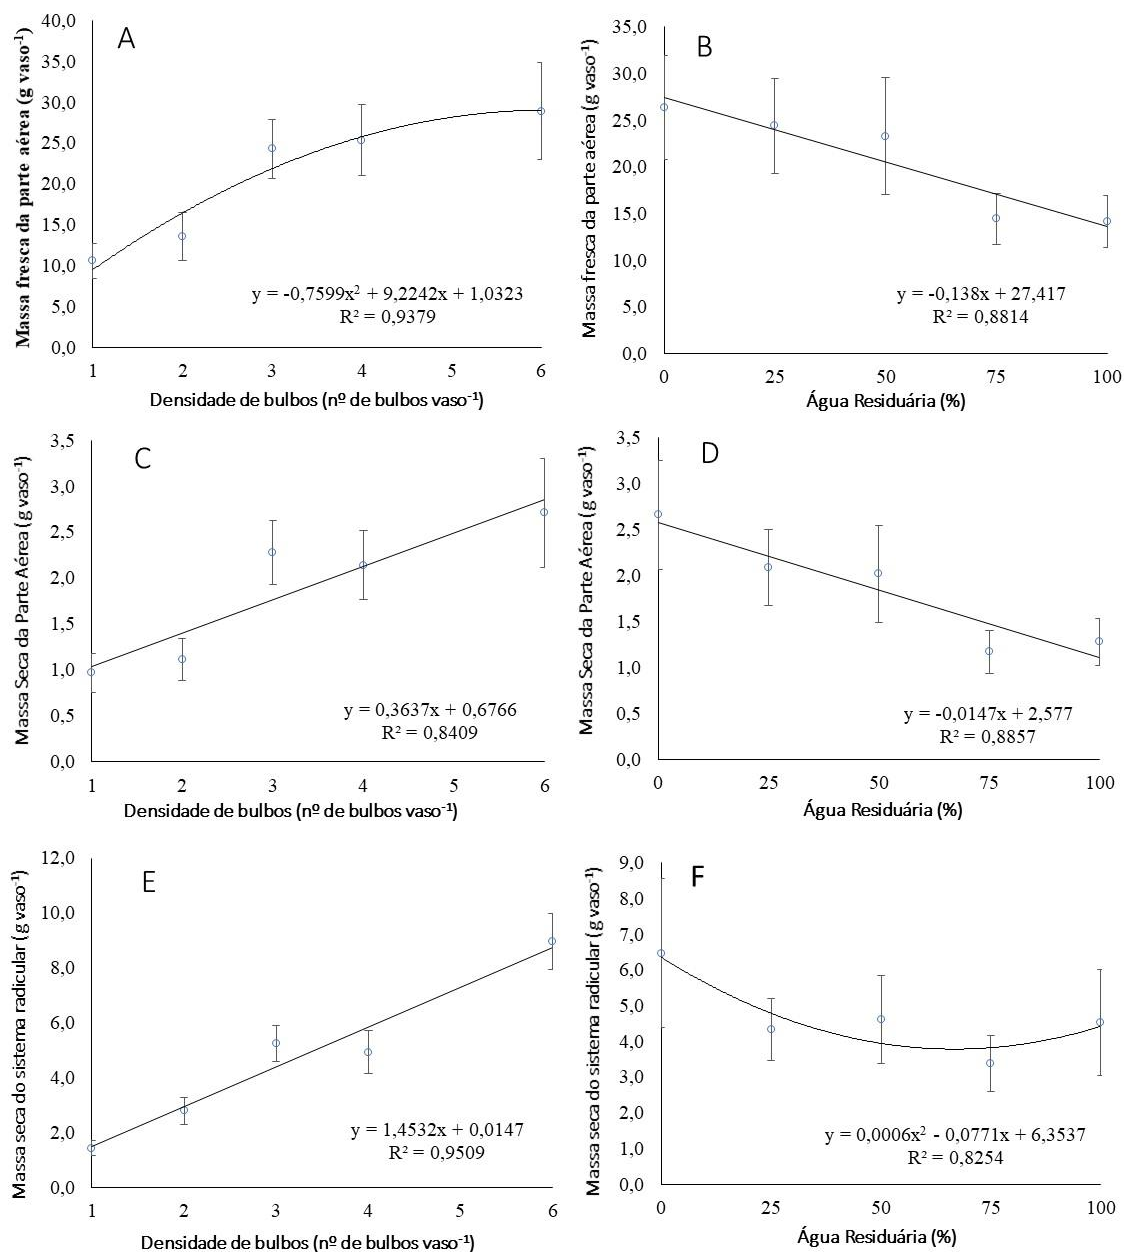 A
Massa fresca da parte aérea (g vaso⁻¹)
40,0
35,0
30,0
25,0
20,0
15,0
10,0
5,0
0,0
y = -0,7599x² + 9,2242x + 1,0323
R² = 0,9379
1 2 3 4 5 6
Densidade de bulbos (nº de bulbos vaso⁻¹)
B
Massa fresca da parte aérea (g vaso⁻¹)
35,0
30,0
25,0
20,0
15,0
10,0
5,0
0,0
y = -0,138x + 27,417
R² = 0,8814
0 25 50 75 100
Água Residuária (%)
C
Massa Seca da Parte Aérea (g vaso⁻¹)
3,5
3,0
2,5
2,0
1,5
1,0
0,5
0,0
y = 0,3637x + 0,6766
R² = 0,8409
1 2 3 4 5 6
Densidade de bulbos (nº de bulbos vaso⁻¹)
D
Massa Seca da Parte Aérea (g vaso⁻¹)
3,5
3,0
2,5
2,0
1,5
1,0
0,5
0,0
y = -0,0147x + 2,577
R² = 0,8857
0 25 50 75 100
Água Residuária (%)
E
Massa seca do sistema radicular (g vaso⁻¹)
12,0
10,0
8,0
6,0
4,0
2,0
0,0
y = 1,4532x + 0,0147
R² = 0,9509
1 2 3 4 5 6
Densidade de bulbos (nº de bulbos vaso⁻¹)
F
Massa seca do sistema radicular (g vaso⁻¹)
9,0
8,0
7,0
6,0
5,0
4,0
3,0
2,0
1,0
0,0
y = 0,0006x² - 0,0771x + 6,3537
R² = 0,8254
0 25 50 75 100
Água Residuária (%)